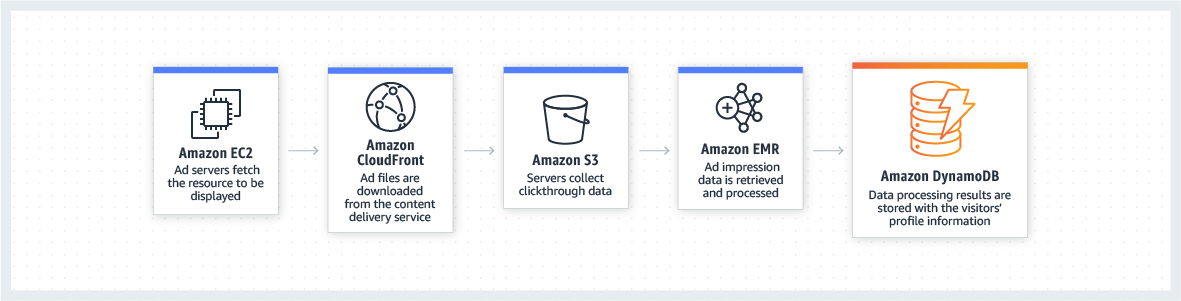 Amazon EC2
Ad servers fetch
the resource to be
displayed
Amazon
CloudFront
Ad files are
downloaded
from the content
delivery service
Amazon S3
Servers collect
clickthrough data
Amazon EMR
Ad impression
data is retrieved
and processed
Amazon DynamoDB
Data processing results are
stored with the visitors’
profile information